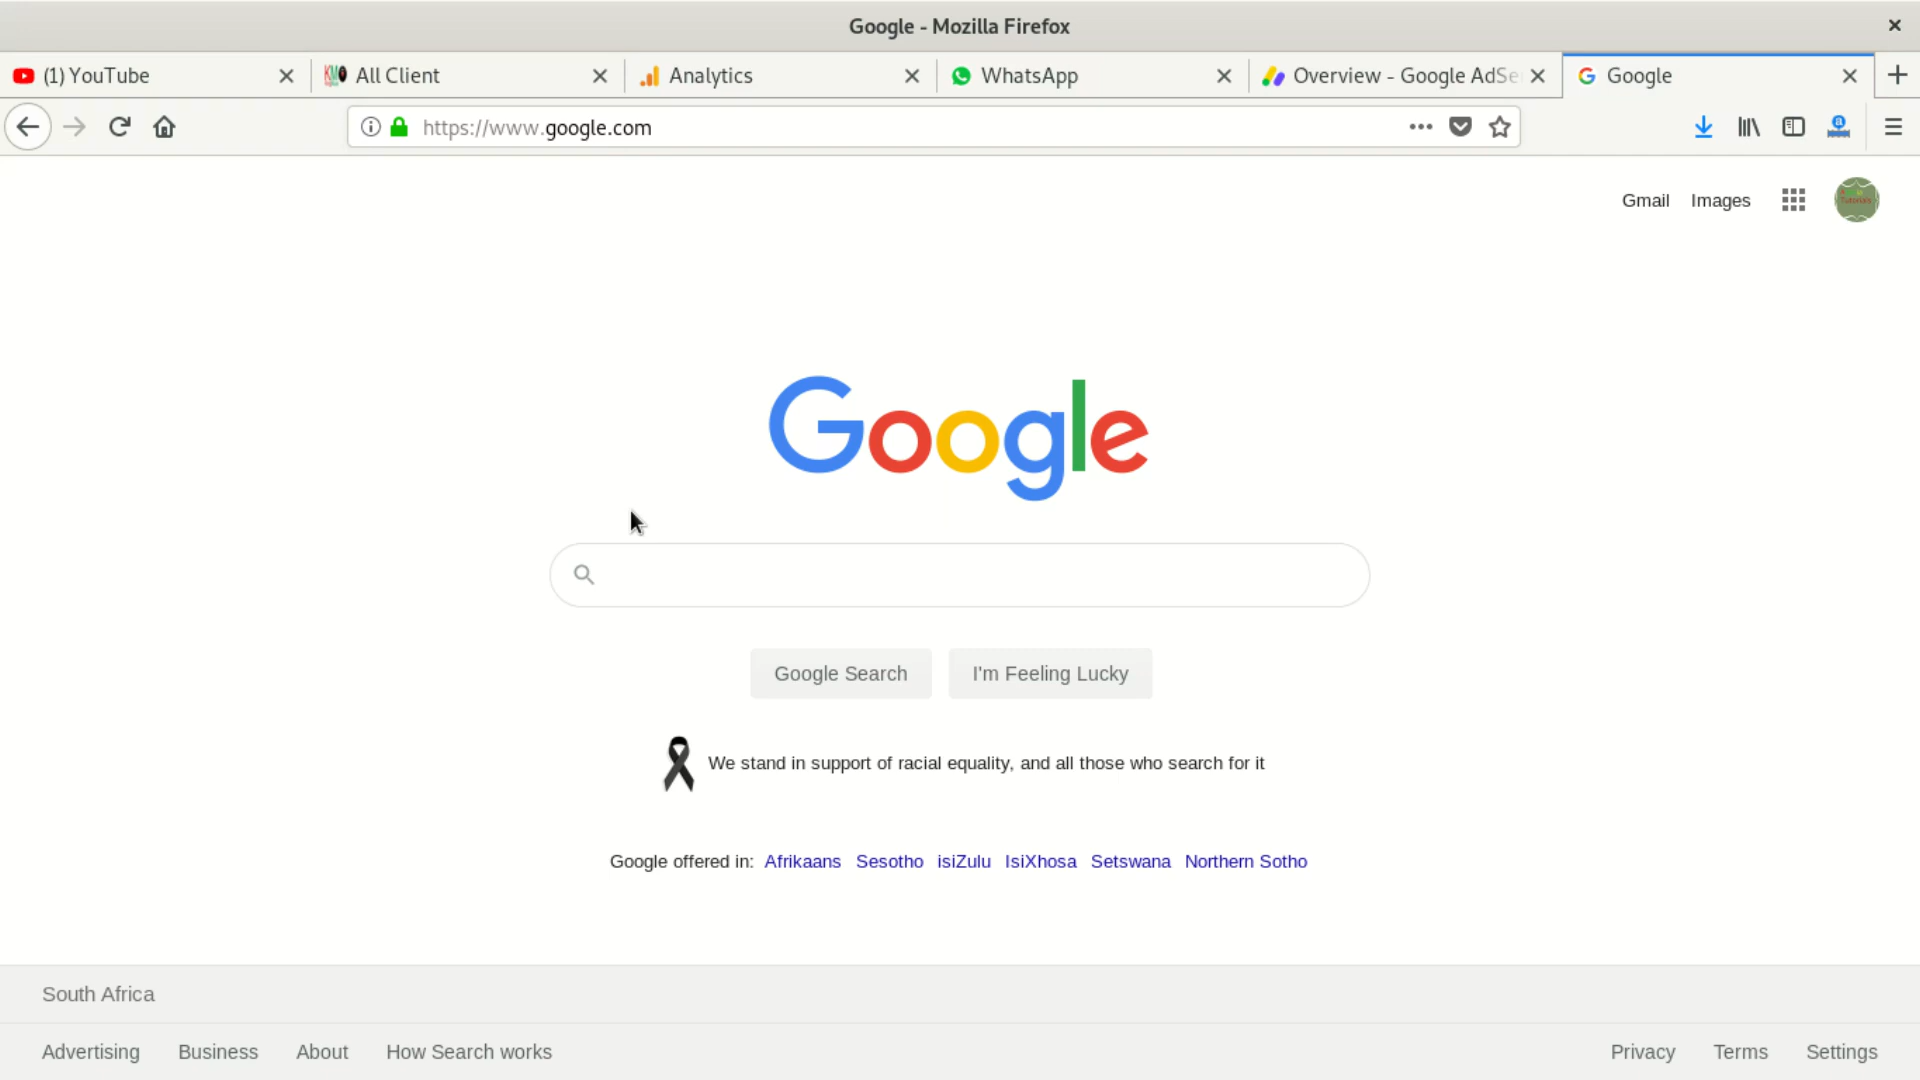 Google - Mozilla Firefox
(1) YouTube
All Client
Analytics
WhatsApp
Overview - Google AdSe
Google
https://www.google.com
Gmail Images
Google
Google Search I'm Feeling Lucky
We stand in support of racial equality, and all those who search for it
Google offered in: Afrikaans Sesotho isiZulu IsiXhosa Setswana Northern Sotho
South Africa
Advertising Business About How Search works Privacy Terms Settings